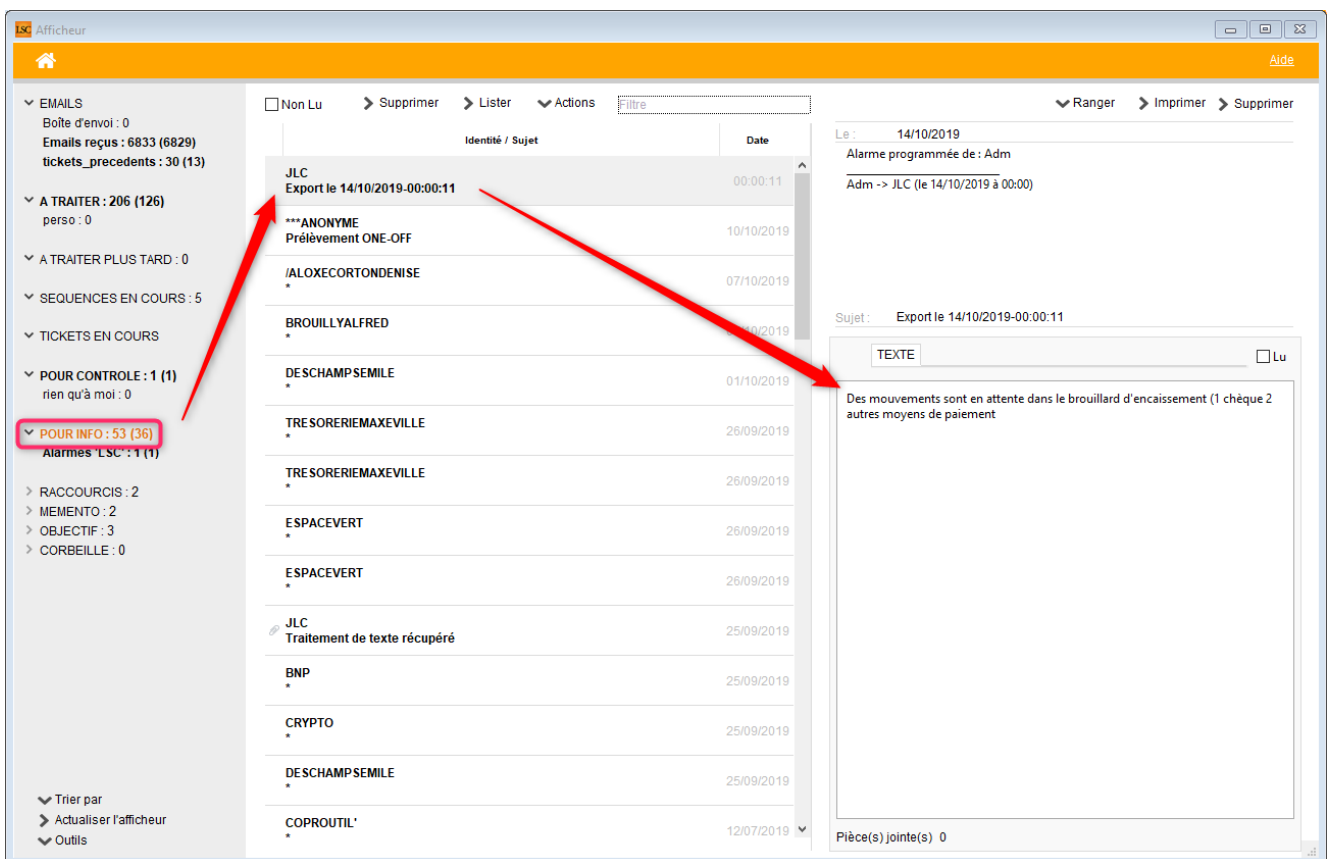 LSC Afficheur
Aide
EMAILS
Boîte d'envoi : 0
Emails reçus : 6833 (6829)
tickets_precedents : 30 (13)
A TRAITER : 206 (126)
perso : 0
A TRAITER PLUS TARD : 0
SEQUENCES EN COURS : 5
TICKETS EN COURS
POUR CONTROLE : 1 (1)
rien qu'à moi : 0
POUR INFO : 53 (36)
Alarmes 'LSC' : 1 (1)
RACCOURCIS : 2
MEMENTO : 2
OBJECTIF : 3
CORBEILLE : 0
Trier par
Actualiser l'afficheur
Outils
Non Lu Supprimer Lister Actions Filtre
Identité / Sujet Date
JLC
Export le 14/10/2019-00:00:11 00:00:11
***ANONYME
Prélèvement ONE-OFF 10/10/2019
/ALOXECORTONDENISE
* 07/10/2019
BROUILLYALFRED
* /10/2019
DESCHAMPSEMILE
* 01/10/2019
TRESORERIEMAXEVILLE
* 26/09/2019
TRESORERIEMAXEVILLE
* 26/09/2019
ESPACEVERT
* 26/09/2019
ESPACEVERT
* 26/09/2019
JLC
Traitement de texte récupéré 25/09/2019
BNP
* 25/09/2019
CRYPTO
* 25/09/2019
DESCHAMPSEMILE
* 25/09/2019
COPROUTIL'
* 12/07/2019
Ranger Imprimer Supprimer
Le : 14/10/2019
Alarme programmée de : Adm
Adm -> JLC (le 14/10/2019 à 00:00)
Sujet : Export le 14/10/2019-00:00:11
TEXTE Lu
Des mouvements sont en attente dans le brouillard d'encaissement (1 chèque 2
autres moyens de paiement
Pièce(s) jointe(s) 0